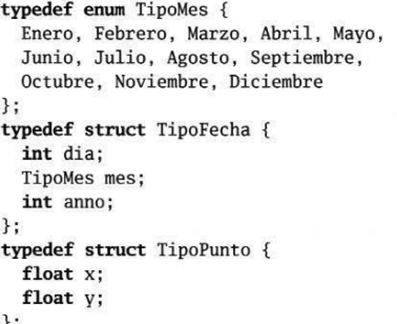 typedef enum TipoMes {
Enero, Febrero, Marzo, Abril, Mayo,
Junio, Julio, Agosto, Septiembre,
Octubre, Noviembre, Diciembre
};
typedef struct TipoFecha {
int dia;
TipoMes mes;
int anno;
};
typedef struct TipoPunto {
float x;
float y;
};